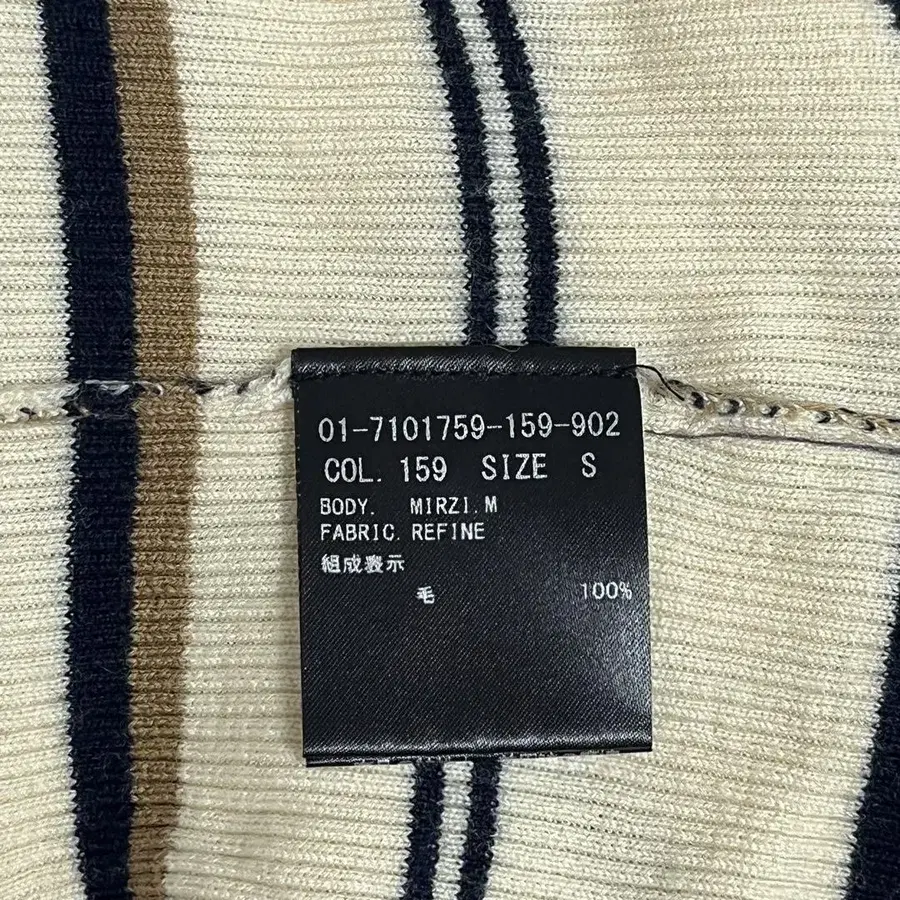 01-7101759-159-902
COL. 159 SIZE S
BODY. MIRZI.M
FABRIC. REFINE
組成表示
毛 100%